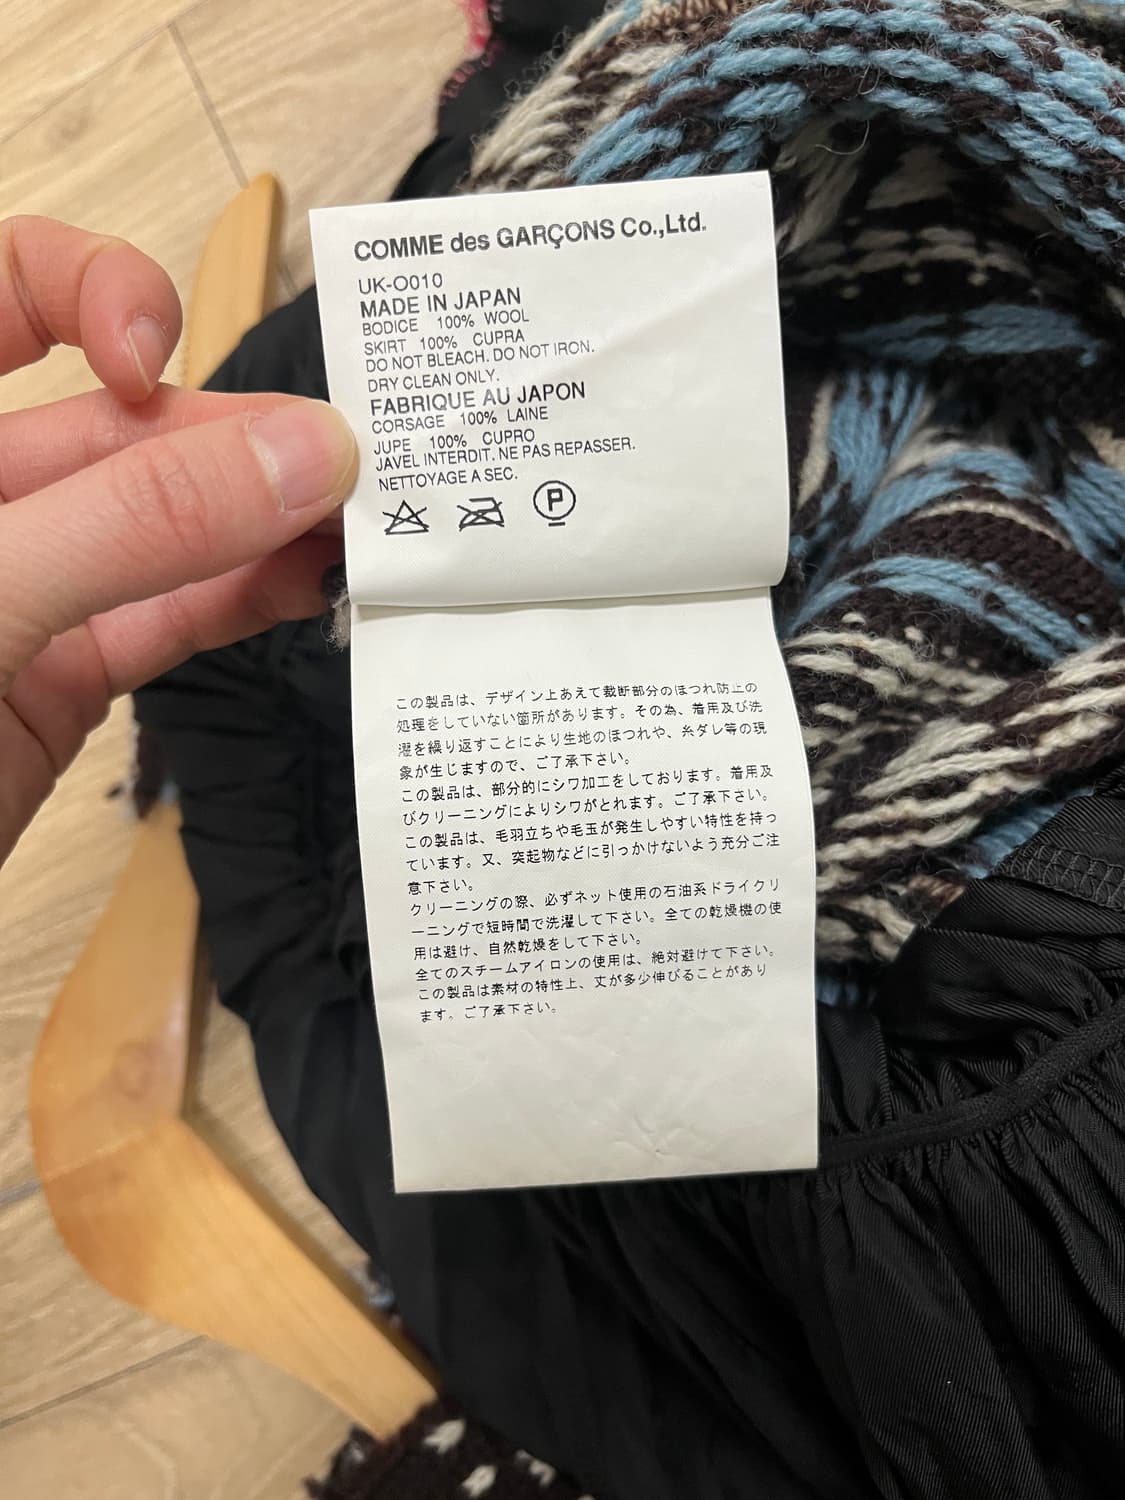 COMME des GARÇONS Co.,Ltd.
UK-O010
MADE IN JAPAN
BODICE 100% WOOL
SKIRT 100% CUPRA
DO NOT BLEACH. DO NOT IRON.
DRY CLEAN ONLY.
FABRIQUE AU JAPON
CORSAGE 100% LAINE
JUPE 100% CUPRO
JAVEL INTERDIT. NE PAS REPASSER.
NETTOYAGE A SEC.
P
この製品は、デザイン上あえて裁断部分のほつれ防止の
処理をしていない箇所があります。その為、着用及び洗
濯を繰り返すことにより生地のほつれや、糸ダレ等の現
象が生じますので、ご了承下さい。
この製品は、部分的にシワ加工をしております。着用及
びクリーニングによりシワがとれます。ご了承下さい。
この製品は、毛羽立ちや毛玉が発生しやすい特性を持っ
ています。又、突起物などに引っかけないよう充分ご注
意下さい。
クリーニングの際、必ずネット使用の石油系ドライクリ
ーニングで短時間で洗濯して下さい。全ての乾燥機の使
用は避け、自然乾燥をして下さい。
全てのスチームアイロンの使用は、絶対避けて下さい。
この製品は素材の特性上、丈が多少伸びることがあり
ます。ご了承下さい。